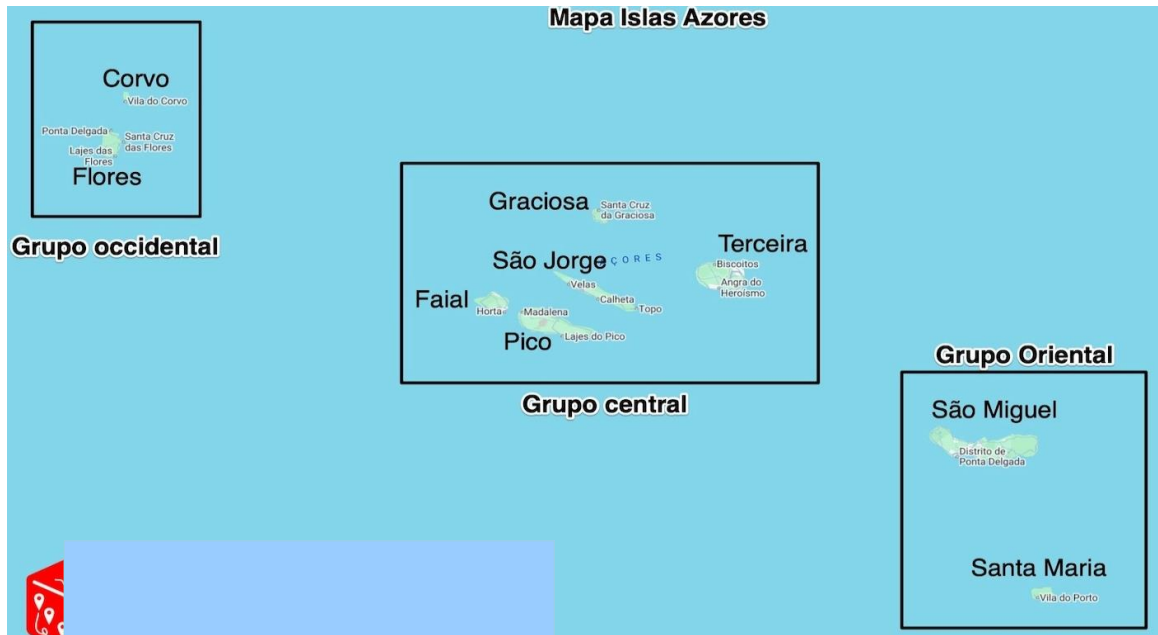 Mapa Islas Azores
Corvo
Vila do Corvo
Ponta Delgada
Santa Cruz
das Flores
Lajes das
Flores
Flores
Grupo occidental
Graciosa
Santa Cruz
da Graciosa
Terceira
São Jorge
ÇORES
Biscoitos
Angra do
Heroísmo
Velas
Calheta
Topo
Faial
Horta
Madalena
Pico
Lajes do Pico
Grupo central
Grupo Oriental
São Miguel
Distrito de
Ponta Delgada
Santa Maria
Vila do Porto